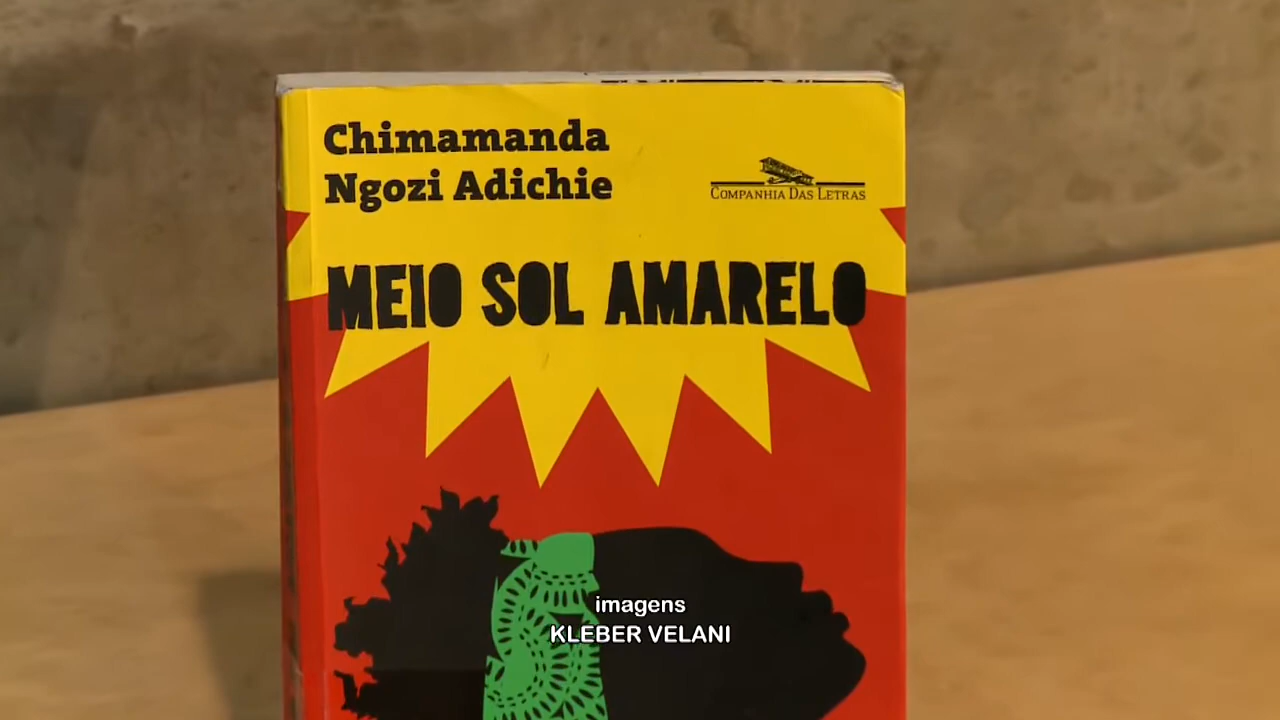 Chimamanda
Ngozi Adichie
COMPANHIA DAS LETRAS
MEIO SOL AMARELO
imagens
KLEBER VELANI